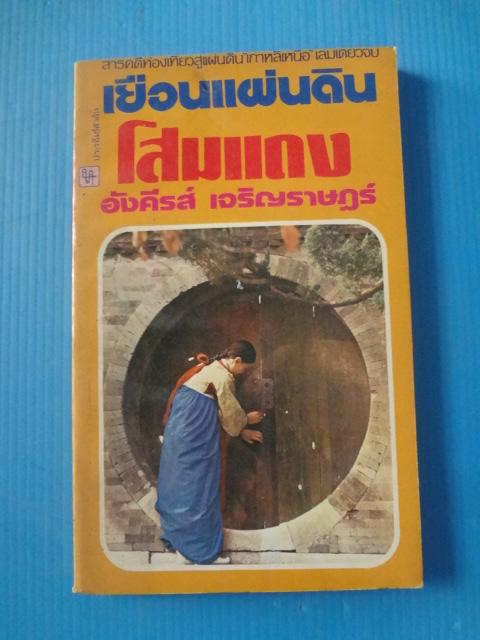 สารคดีท่องเที่ยวสู่แผ่นดินเกาหลีเหนือ เล่มเดียวจบ
เยือนแผ่นดิน
โสมแดง
อังคีรส์ เจริญราษฎร์